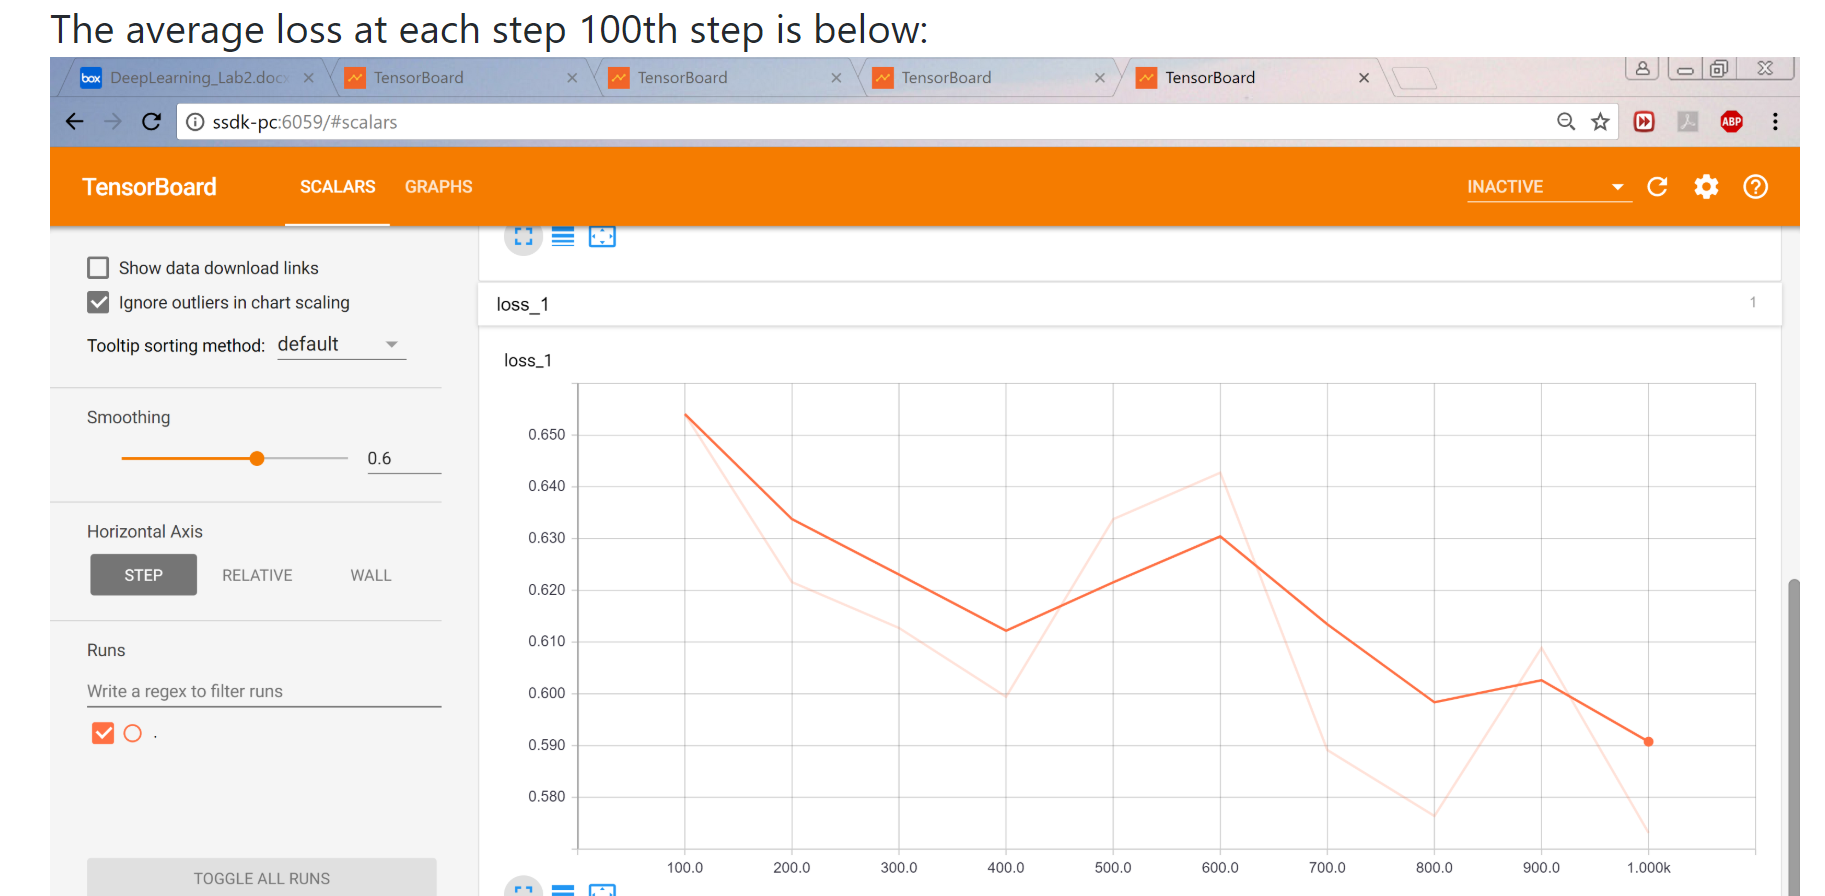 The average loss at each step 100th step is below:
box DeepLearning_Lab2.docx TensorBoard TensorBoard TensorBoard TensorBoard
ssdk-pc:6059/#scalars ABP
TensorBoard SCALARS GRAPHS INACTIVE
Show data download links
Ignore outliers in chart scaling
Tooltip sorting method: default
Smoothing
0.6
Horizontal Axis
STEP RELATIVE WALL
Runs
Write a regex to filter runs
.
TOGGLE ALL RUNS
loss_1 1
loss_1
0.650
0.640
0.630
0.620
0.610
0.600
0.590
0.580
100.0 200.0 300.0 400.0 500.0 600.0 700.0 800.0 900.0 1.000k